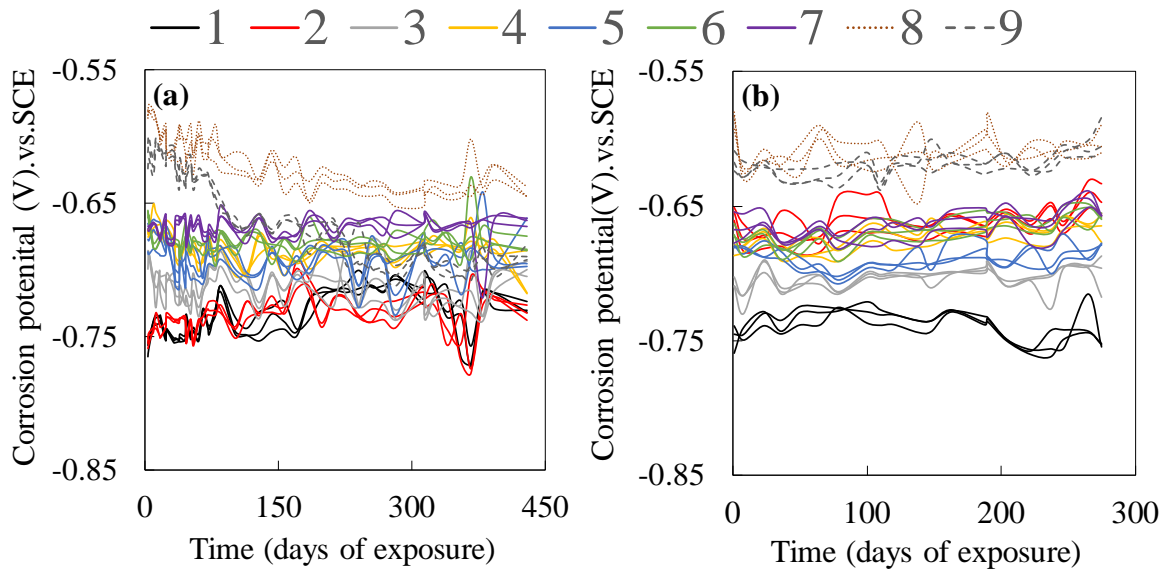 1 2 3 4 5 6 7 8 9
(a)
-0.55
-0.65
-0.75
-0.85
0 150 300 450
Corrosion potenital (V).vs.SCE
Time (days of exposure)
(b)
-0.55
-0.65
-0.75
-0.85
0 100 200 300
Corrosion potential(V).vs.SCE
Time (days of exposure)